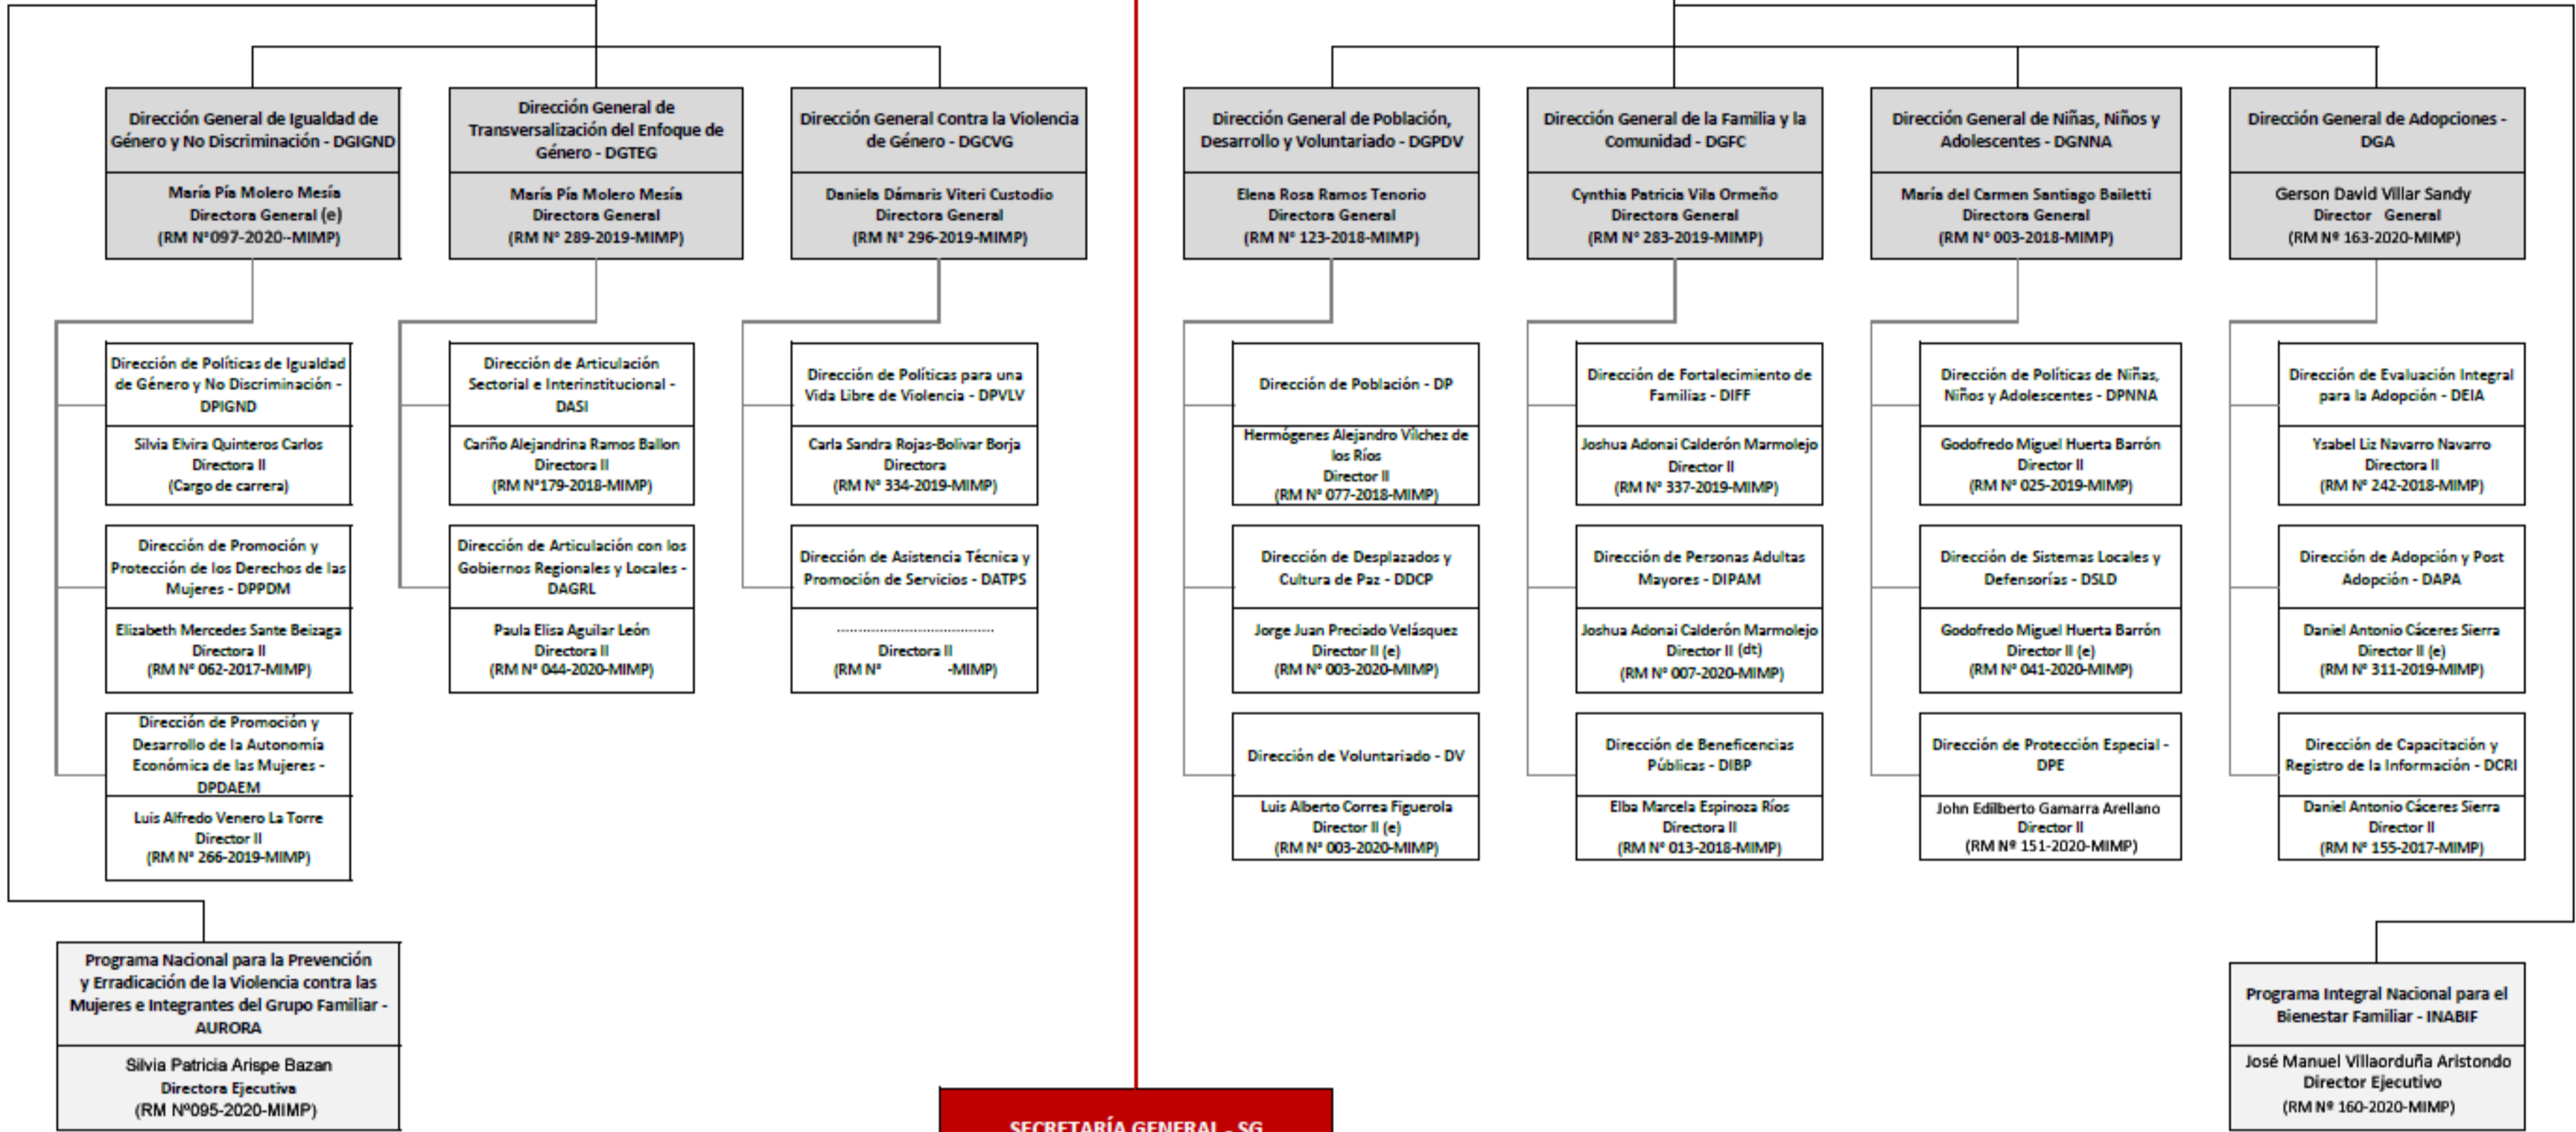 Dirección General de Igualdad de
Género y No Discriminación - DGIGND
María Pía Molero Mesía
Directora General (e)
(RM N°097-2020--MIMP)
Dirección General de
Transversalización del Enfoque de
Género - DGTEG
María Pía Molero Mesía
Directora General
(RM N° 289-2019-MIMP)
Dirección General Contra la Violencia
de Género - DGCVG
Daniela Dámaris Viteri Custodio
Directora General
(RM N° 296-2019-MIMP)
Dirección General de Población,
Desarrollo y Voluntariado - DGPDV
Elena Rosa Ramos Tenorio
Directora General
(RM N° 123-2018-MIMP)
Dirección General de la Familia y la
Comunidad - DGFC
Cynthia Patricia Vila Ormeño
Directora General
(RM N° 283-2019-MIMP)
Dirección General de Niñas, Niños y
Adolescentes - DGNNA
María del Carmen Santiago Bailetti
Directora General
(RM N° 003-2018-MIMP)
Dirección General de Adopciones -
DGA
Gerson David Villar Sandy
Director General
(RM Nº 163-2020-MIMP)
Dirección de Políticas de Igualdad
de Género y No Discriminación -
DPIGND
Silvia Elvira Quinteros Carlos
Directora II
(Cargo de carrera)
Dirección de Promoción y
Protección de los Derechos de las
Mujeres - DPPDM
Elizabeth Mercedes Sante Beizaga
Directora II
(RM N° 062-2017-MIMP)
Dirección de Promoción y
Desarrollo de la Autonomía
Económica de las Mujeres -
DPDAEM
Luis Alfredo Venero La Torre
Director II
(RM N° 266-2019-MIMP)
Dirección de Articulación
Sectorial e Interinstitucional -
DASI
Cariño Alejandrina Ramos Ballon
Directora II
(RM N°179-2018-MIMP)
Dirección de Articulación con los
Gobiernos Regionales y Locales -
DAGRL
Paula Elisa Aguilar León
Directora II
(RM N° 044-2020-MIMP)
Dirección de Políticas para una
Vida Libre de Violencia - DPVLV
Carla Sandra Rojas-Bolivar Borja
Directora
(RM N° 334-2019-MIMP)
Dirección de Asistencia Técnica y
Promoción de Servicios - DATPS
........................................
Directora II
(RM N° -MIMP)
Dirección de Población - DP
Hermógenes Alejandro Vílchez de
los Ríos
Director II
(RM N° 077-2018-MIMP)
Dirección de Desplazados y
Cultura de Paz - DDCP
Jorge Juan Preciado Velásquez
Director II (e)
(RM N° 003-2020-MIMP)
Dirección de Voluntariado - DV
Luis Alberto Correa Figuerola
Director II (e)
(RM N° 003-2020-MIMP)
Dirección de Fortalecimiento de
Familias - DIFF
Joshua Adonai Calderón Marmolejo
Director II
(RM N° 337-2019-MIMP)
Dirección de Personas Adultas
Mayores - DIPAM
Joshua Adonai Calderón Marmolejo
Director II (dt)
(RM N° 007-2020-MIMP)
Dirección de Beneficencias
Públicas - DIBP
Elba Marcela Espinoza Ríos
Directora II
(RM N° 013-2018-MIMP)
Dirección de Políticas de Niñas,
Niños y Adolescentes - DPNNA
Godofredo Miguel Huerta Barrón
Director II
(RM N° 025-2019-MIMP)
Dirección de Sistemas Locales y
Defensorías - DSLD
Godofredo Miguel Huerta Barrón
Director II (e)
(RM N° 041-2020-MIMP)
Dirección de Protección Especial -
DPE
John Edilberto Gamarra Arellano
Director II
(RM Nº 151-2020-MIMP)
Dirección de Evaluación Integral
para la Adopción - DEIA
Ysabel Liz Navarro Navarro
Directora II
(RM N° 242-2018-MIMP)
Dirección de Adopción y Post
Adopción - DAPA
Daniel Antonio Cáceres Sierra
Director II (e)
(RM N° 311-2019-MIMP)
Dirección de Capacitación y
Registro de la Información - DCRI
Daniel Antonio Cáceres Sierra
Director II
(RM N° 155-2017-MIMP)
Programa Nacional para la Prevención
y Erradicación de la Violencia contra las
Mujeres e Integrantes del Grupo Familiar -
AURORA
Silvia Patricia Arispe Bazan
Directora Ejecutiva
(RM Nº095-2020-MIMP)
Programa Integral Nacional para el
Bienestar Familiar - INABIF
José Manuel Villaorduña Aristondo
Director Ejecutivo
(RM Nº 160-2020-MIMP)
SECRETARÍA GENERAL - SG